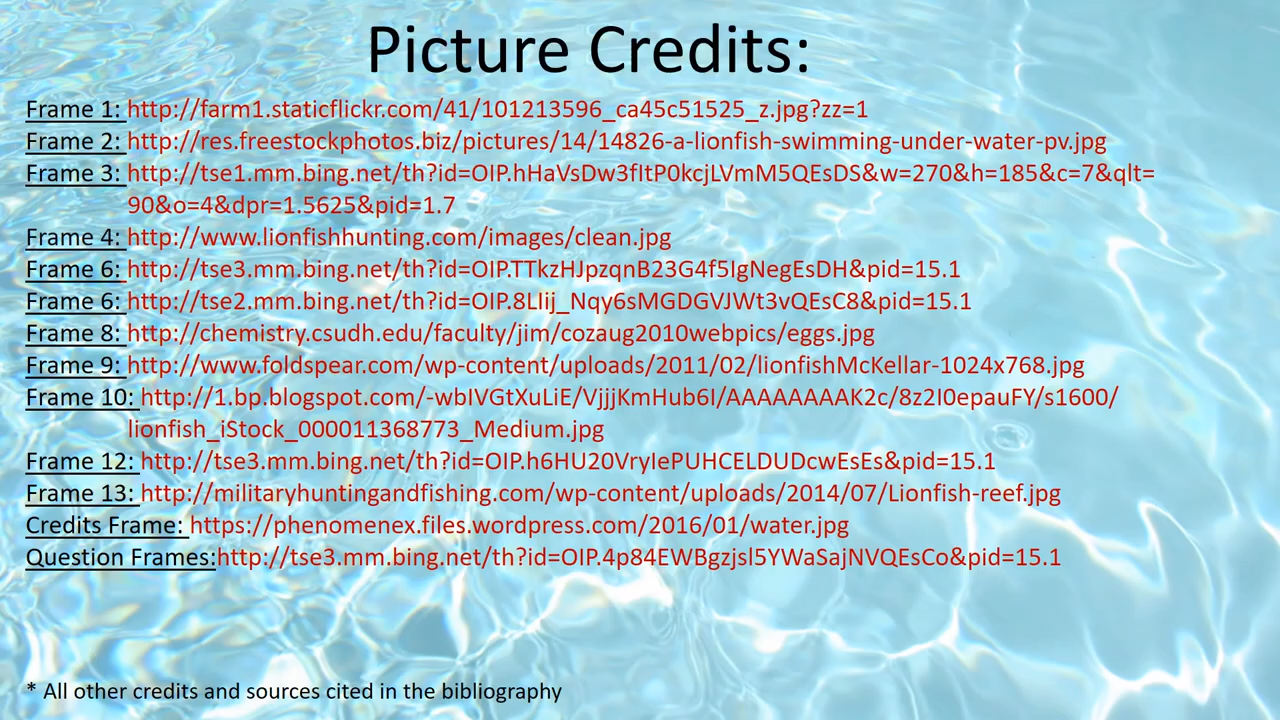 Picture Credits:
Frame 1: http://farm1.staticflickr.com/41/101213596_ca45c51525_z.jpg?zz=1
Frame 2: http://res.freestockphotos.biz/pictures/14/14826-a-lionfish-swimming-under-water-pv.jpg
Frame 3: http://tse1.mm.bing.net/th?id=OIP.hHaVsDw3fItP0kcjLVmM5QEsDS&w=270&h=185&c=7&qlt=
90&o=4&dpr=1.5625&pid=1.7
Frame 4: http://www.lionfishhunting.com/images/clean.jpg
Frame 6: http://tse3.mm.bing.net/th?id=OIP.TTkzHJpzqnB23G4f5IgNegEsDH&pid=15.1
Frame 6: http://tse2.mm.bing.net/th?id=OIP.8LIij_Nqy6sMGDGVJWt3vQEsC8&pid=15.1
Frame 8: http://chemistry.csudh.edu/faculty/jim/cozaug2010webpics/eggs.jpg
Frame 9: http://www.foldspear.com/wp-content/uploads/2011/02/lionfishMcKellar-1024x768.jpg
Frame 10: http://1.bp.blogspot.com/-wbIVGtXuLiE/VjjjKmHub6I/AAAAAAAAK2c/8z2I0epauFY/s1600/
lionfish_iStock_000011368773_Medium.jpg
Frame 12: http://tse3.mm.bing.net/th?id=OIP.h6HU20VryIePUHCELDUDcwEsEs&pid=15.1
Frame 13: http://militaryhuntingandfishing.com/wp-content/uploads/2014/07/Lionfish-reef.jpg
Credits Frame: https://phenomenex.files.wordpress.com/2016/01/water.jpg
Question Frames:http://tse3.mm.bing.net/th?id=OIP.4p84EWBgzjsl5YWaSajNVQEsCo&pid=15.1
* All other credits and sources cited in the bibliography